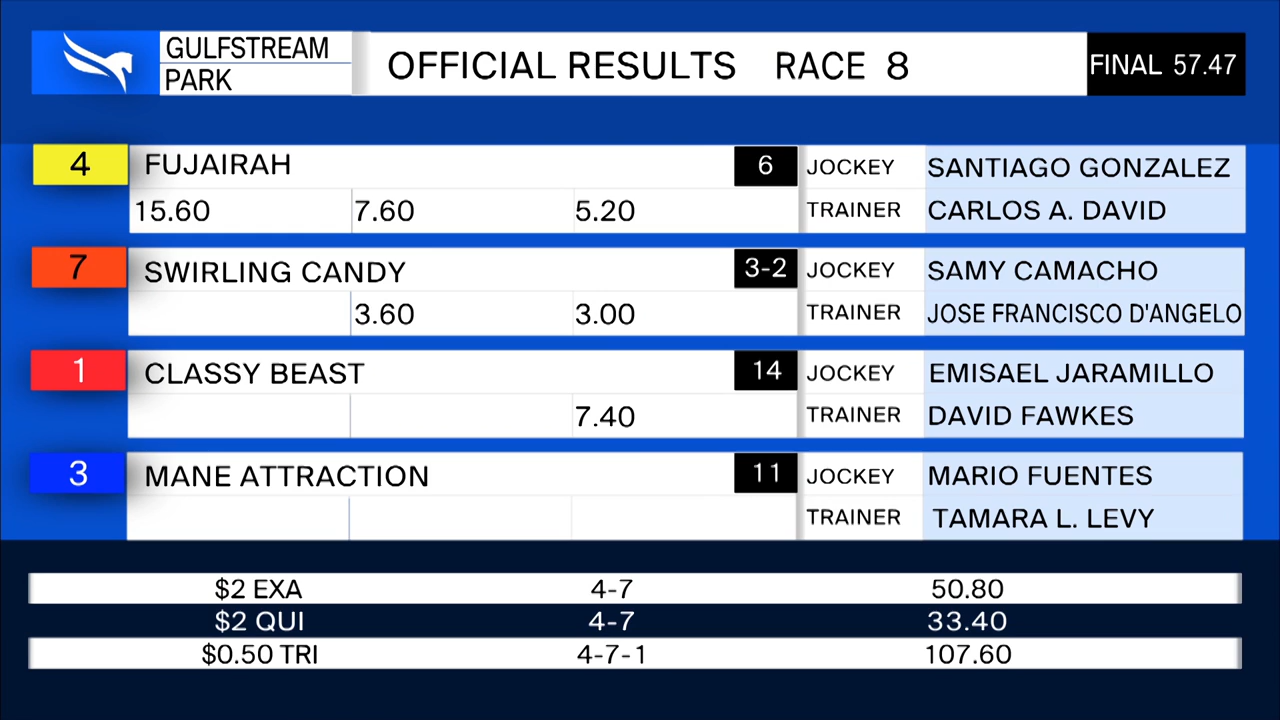 GULFSTREAM
PARK
OFFICIAL RESULTS RACE 8
FINAL 57.47
4 FUJAIRAH 6 JOCKEY SANTIAGO GONZALEZ
15.60 7.60 5.20 TRAINER CARLOS A. DAVID
7 SWIRLING CANDY 3-2 JOCKEY SAMY CAMACHO
3.60 3.00 TRAINER JOSE FRANCISCO D'ANGELO
1 CLASSY BEAST 14 JOCKEY EMISAEL JARAMILLO
7.40 TRAINER DAVID FAWKES
3 MANE ATTRACTION 11 JOCKEY MARIO FUENTES
TRAINER TAMARA L. LEVY
$2 EXA 4-7 50.80
$2 QUI 4-7 33.40
$0.50 TRI 4-7-1 107.60